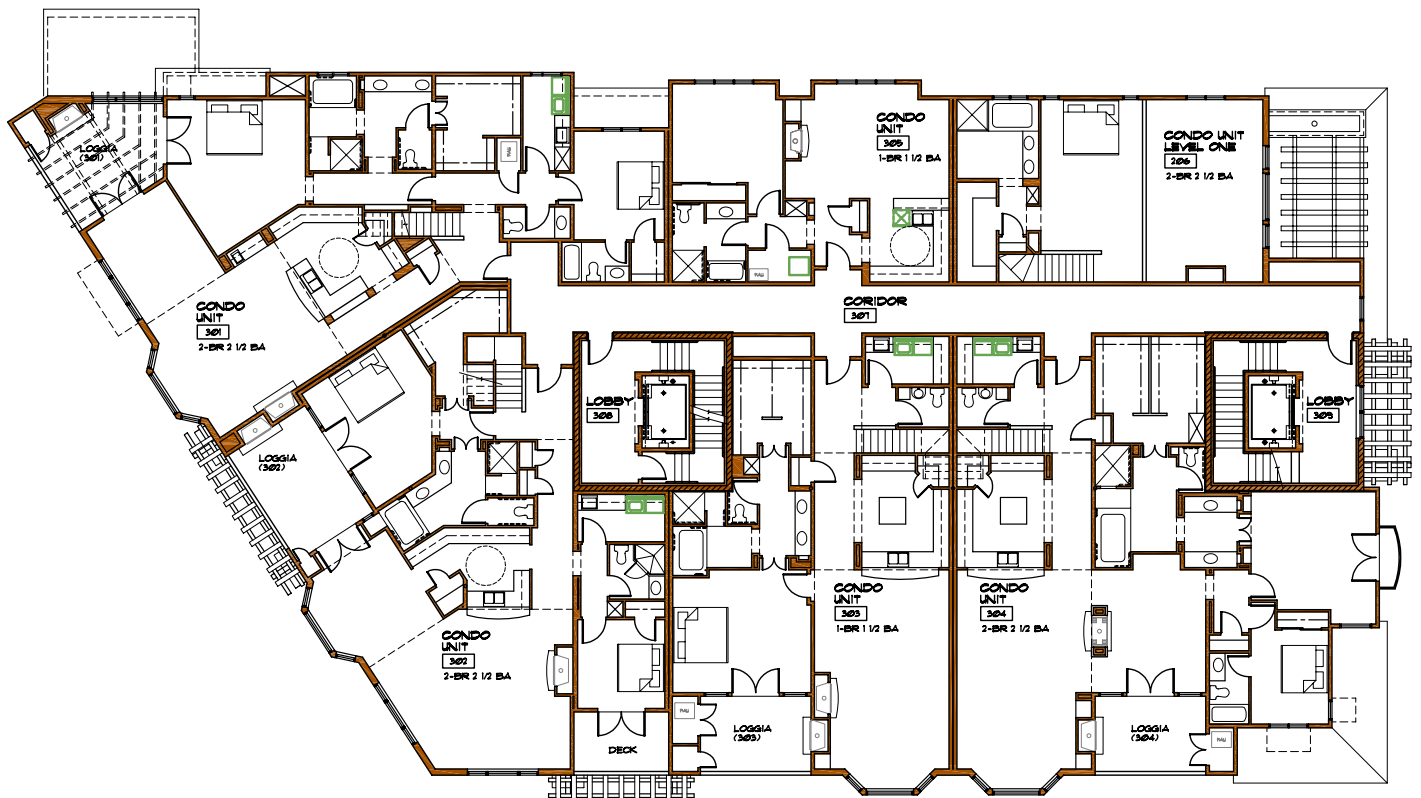 LOGGIA
(301)
CONDO
UNIT
305
1-BR 1 1/2 BA
CONDO UNIT
LEVEL ONE
206
2-BR 2 1/2 BA
CONDO
UNIT
301
2-BR 2 1/2 BA
CORIDOR
307
LOBBY
308
LOBBY
309
LOGGIA
(302)
CONDO
UNIT
302
2-BR 2 1/2 BA
CONDO
UNIT
303
1-BR 1 1/2 BA
CONDO
UNIT
304
2-BR 2 1/2 BA
DECK
LOGGIA
(303)
LOGGIA
(304)